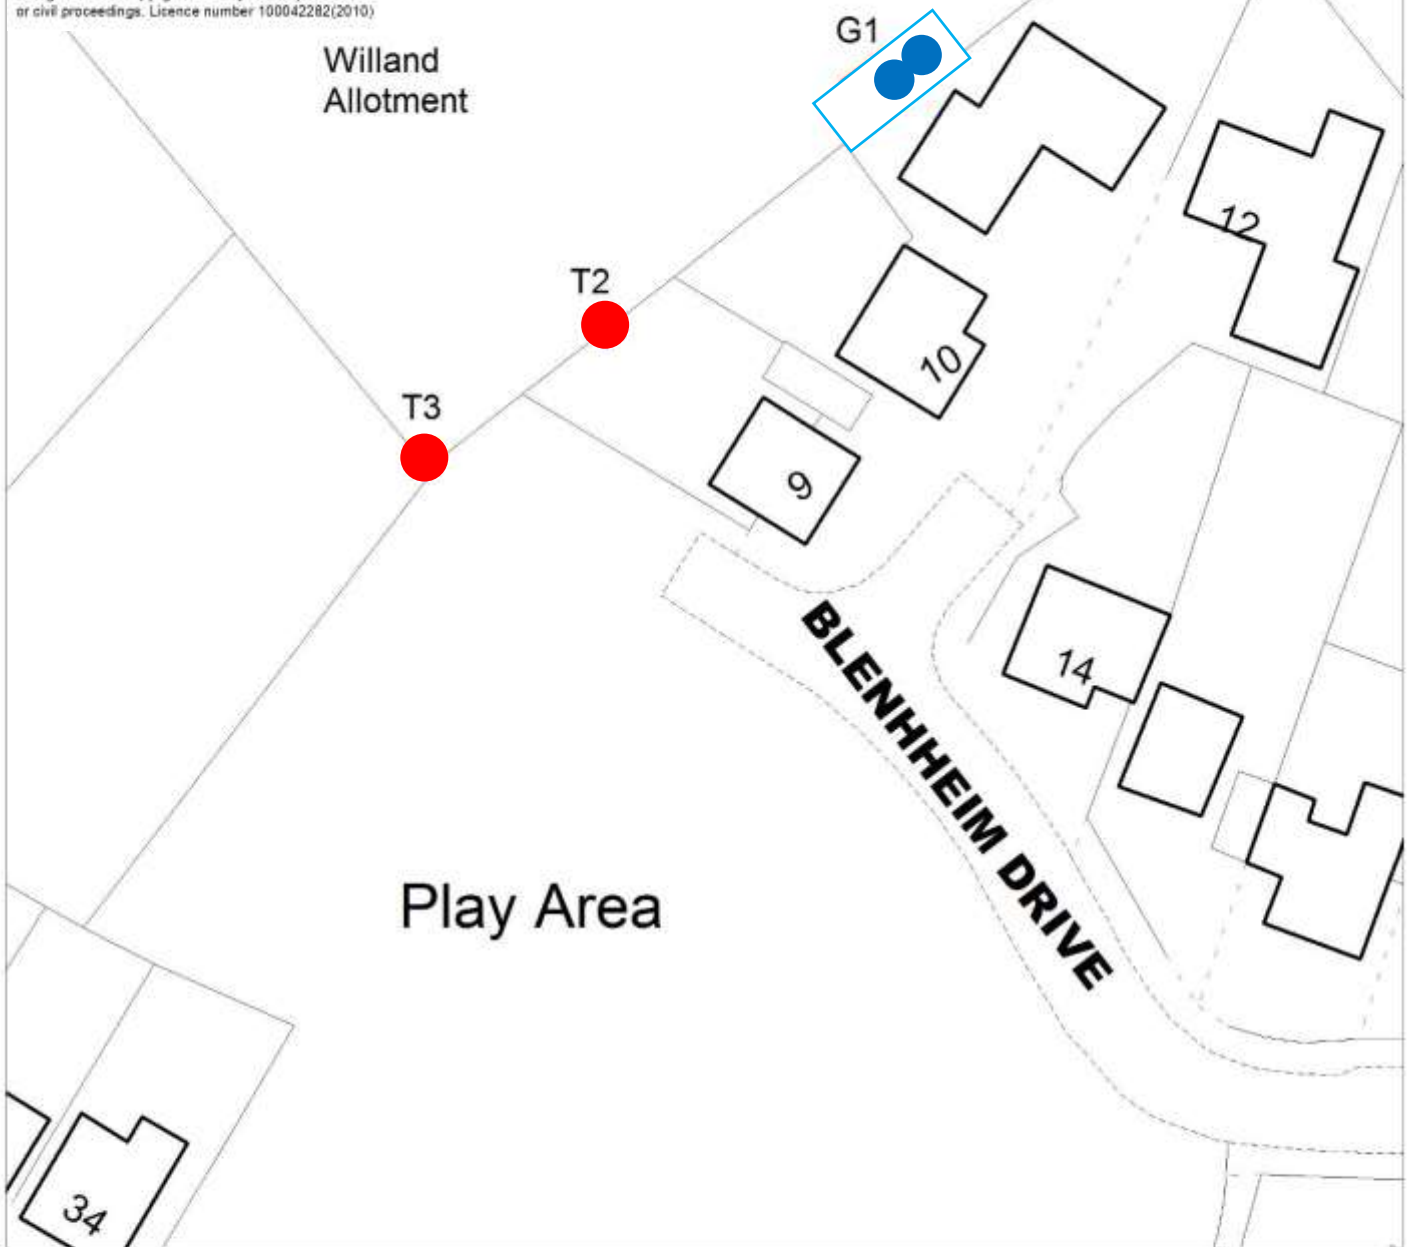 or civil proceedings. Licence number 100042282(2010)
G1
Willand
Allotment
12
T2
10
T3
9
BLENHHEIM DRIVE
14
Play Area
34